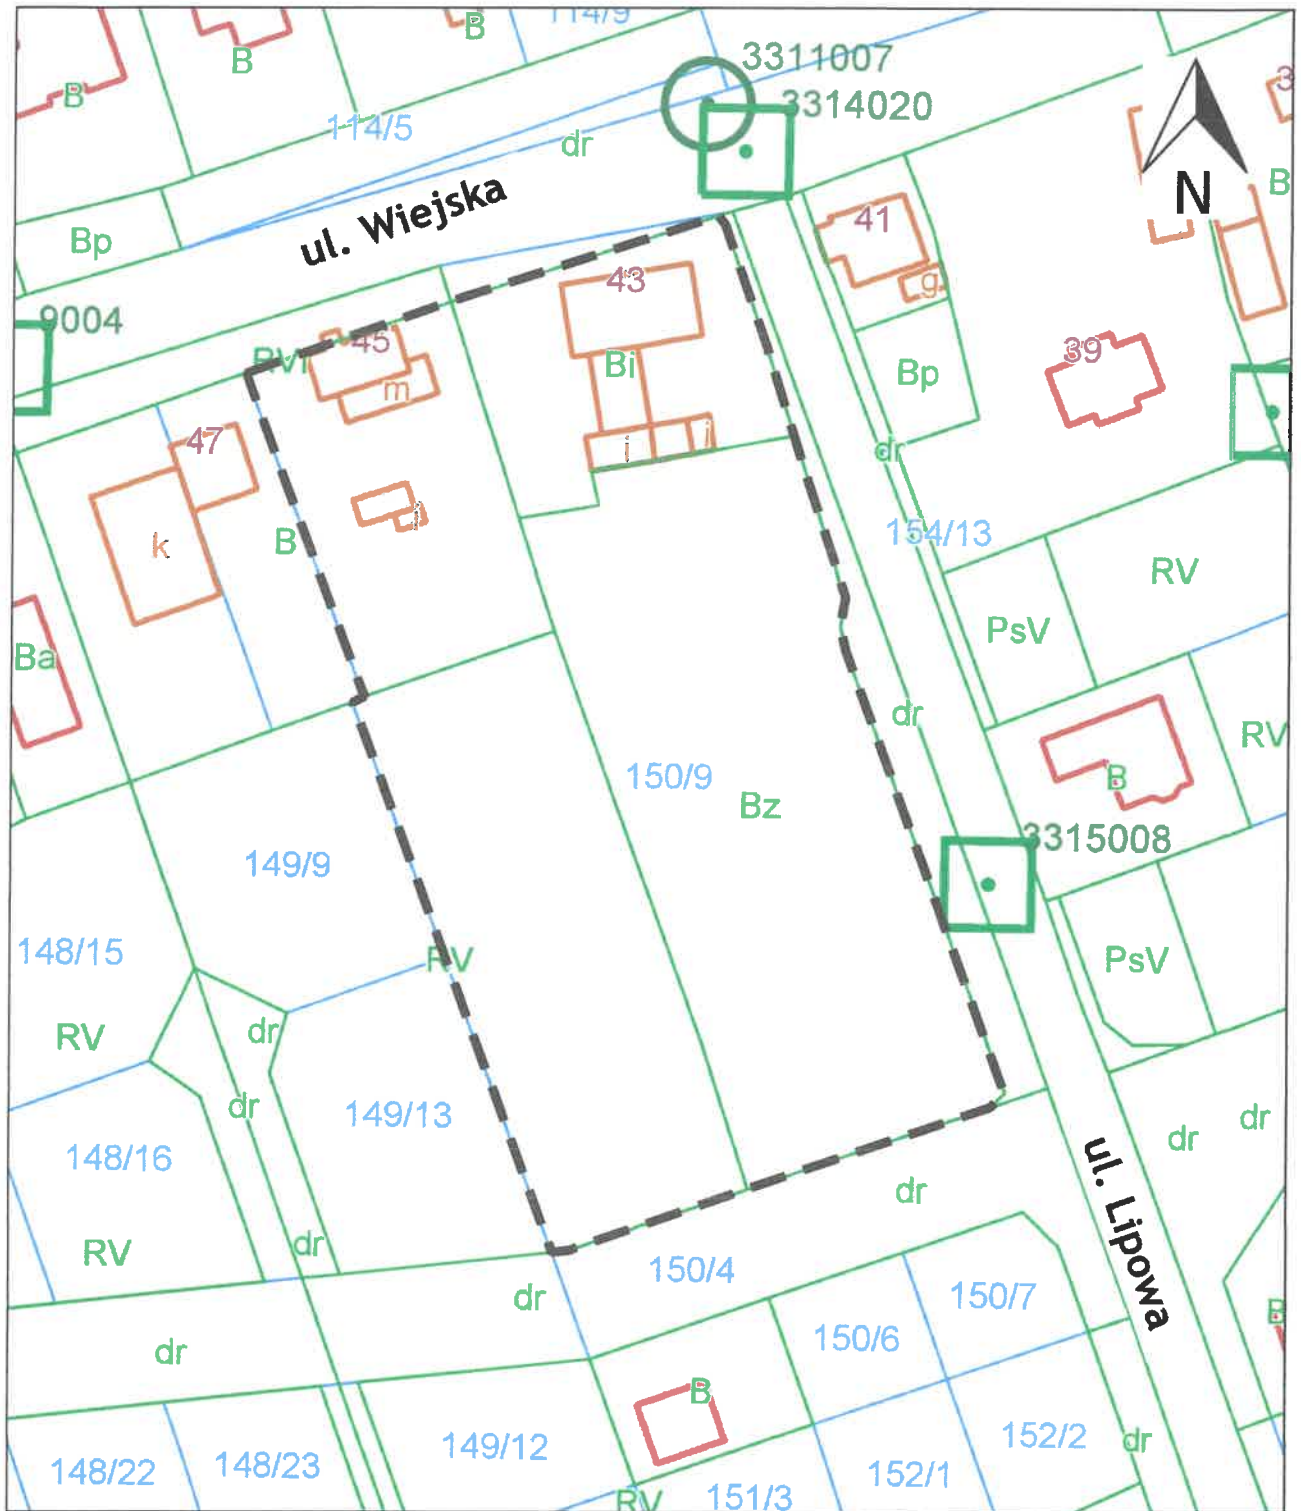 114/9
B
B
B
3311007
3314020
114/5
dr
ul. Wiejska
N
B
Bp
41
g
43
9004
45
RVI
Bi
m
Bp
39
47
i
j
dr
k
B
j
154/13
RV
PsV
Ba
dr
RV
150/9
B
Bz
3315008
149/9
148/15
RV
PsV
RV
dr
dr
149/13
dr
dr
148/16
ul. Lipowa
dr
RV
dr
150/4
dr
150/7
B
150/6
dr
B
149/12
152/2
dr
148/22
148/23
152/1
RV
151/3